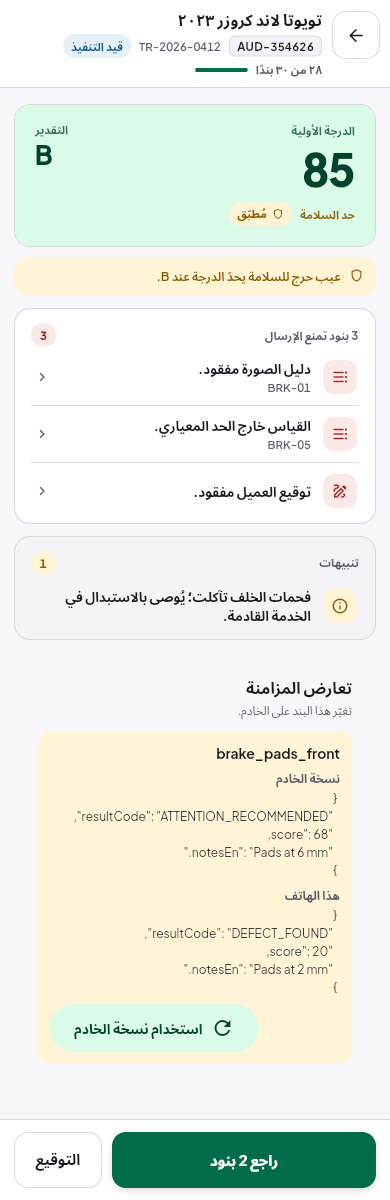 تويوتا لاند كروزر ٢٠٢٣
AUD-354626 TR-2026-0412 قيد التنفيذ
٢٨ من ٣٠ بندًا
الدرجة الأولية
85
حد السلامة مُطبّق
التقدير
B
عيب حرج للسلامة يحدّ الدرجة عند B.
3 بنود تمنع الإرسال 3
دليل الصورة مفقود.
BRK-01
القياس خارج الحد المعياري.
BRK-05
توقيع العميل مفقود.
تنبيهات 1
فحمات الخلف تآكلت؛ يُوصى بالاستبدال في
الخدمة القادمة.
تعارض المزامنة
تغيّر هذا البند على الخادم.
brake_pads_front
نسخة الخادم
{
"resultCode": "ATTENTION_RECOMMENDED",
"score": 68,
"notesEn": "Pads at 6 mm."
}
هذا الهاتف
{
"resultCode": "DEFECT_FOUND",
"score": 20,
"notesEn": "Pads at 2 mm."
}
استخدام نسخة الخادم
راجع 2 بنود
التوقيع